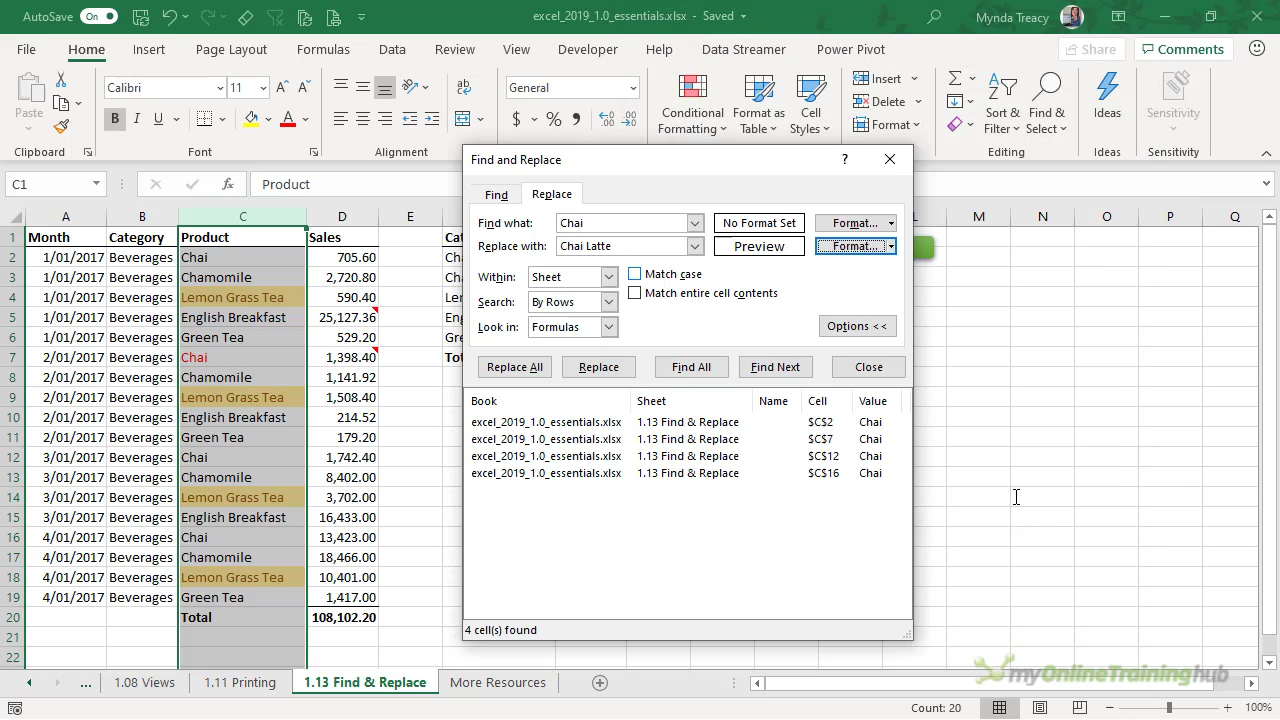 AutoSave On excel_2019_1.0_essentials.xlsx - Saved Mynda Treacy
File Home Insert Page Layout Formulas Data Review View Developer Help Data Streamer Power Pivot Share Comments
Paste Calibri 11 General Conditional Formatting Format as Table Cell Styles Insert Delete Format Sort & Filter Find & Select Ideas Sensitivity
Clipboard Font Alignment Editing Ideas Sensitivity
C1 fx Product
Find and Replace
Find Replace
Find what: Chai No Format Set Format...
Replace with: Chai Latte Preview Format...
Within: Sheet Match case
Search: By Rows Match entire cell contents
Look in: Formulas Options <<
Replace All Replace Find All Find Next Close
Book Sheet Name Cell Value
excel_2019_1.0_essentials.xlsx 1.13 Find & Replace $C$2 Chai
excel_2019_1.0_essentials.xlsx 1.13 Find & Replace $C$7 Chai
excel_2019_1.0_essentials.xlsx 1.13 Find & Replace $C$12 Chai
excel_2019_1.0_essentials.xlsx 1.13 Find & Replace $C$16 Chai
4 cell(s) found
A B C D E L M N O P Q
1 Month Category Product Sales Cat
2 1/01/2017 Beverages Chai 705.60 Cha
3 1/01/2017 Beverages Chamomile 2,720.80 Cha
4 1/01/2017 Beverages Lemon Grass Tea 590.40 Ler
5 1/01/2017 Beverages English Breakfast 25,127.36 Eng
6 1/01/2017 Beverages Green Tea 529.20 Gre
7 2/01/2017 Beverages Chai 1,398.40 Tot
8 2/01/2017 Beverages Chamomile 1,141.92
9 2/01/2017 Beverages Lemon Grass Tea 1,508.40
10 2/01/2017 Beverages English Breakfast 214.52
11 2/01/2017 Beverages Green Tea 179.20
12 3/01/2017 Beverages Chai 1,742.40
13 3/01/2017 Beverages Chamomile 8,402.00
14 3/01/2017 Beverages Lemon Grass Tea 3,702.00
15 3/01/2017 Beverages English Breakfast 16,433.00
16 4/01/2017 Beverages Chai 13,423.00
17 4/01/2017 Beverages Chamomile 18,466.00
18 4/01/2017 Beverages Lemon Grass Tea 10,401.00
19 4/01/2017 Beverages Green Tea 1,417.00
20 Total 108,102.20
21
22
... 1.08 Views 1.11 Printing 1.13 Find & Replace More Resources
myOnlineTraininghub
Count: 20 100%